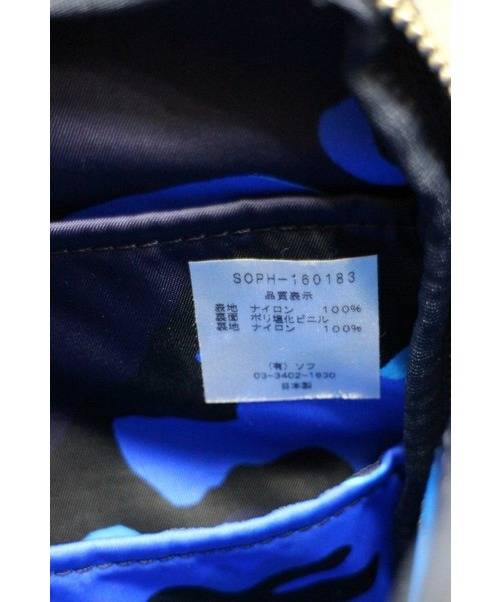 SOPH-160183
品質表示
表地 ナイロン 100%
裏面 ポリ塩化ビニル
裏地 ナイロン 100%
(有) ソフ
03-3402-1830
日本製